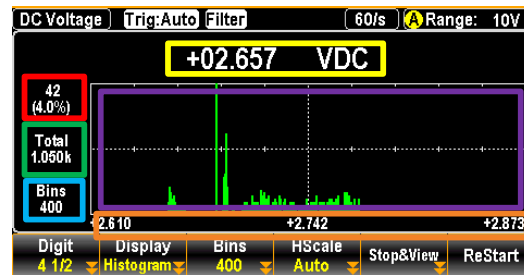 DC Voltage Trig:Auto Filter 60/s A Range: 10V
+02.657 VDC
42
(4.0%)
Total
1.050k
Bins
400
+2.610 +2.742 +2.873
Digit Display Bins HScale Stop&View ReStart
4 1/2 Histogram 400 Auto